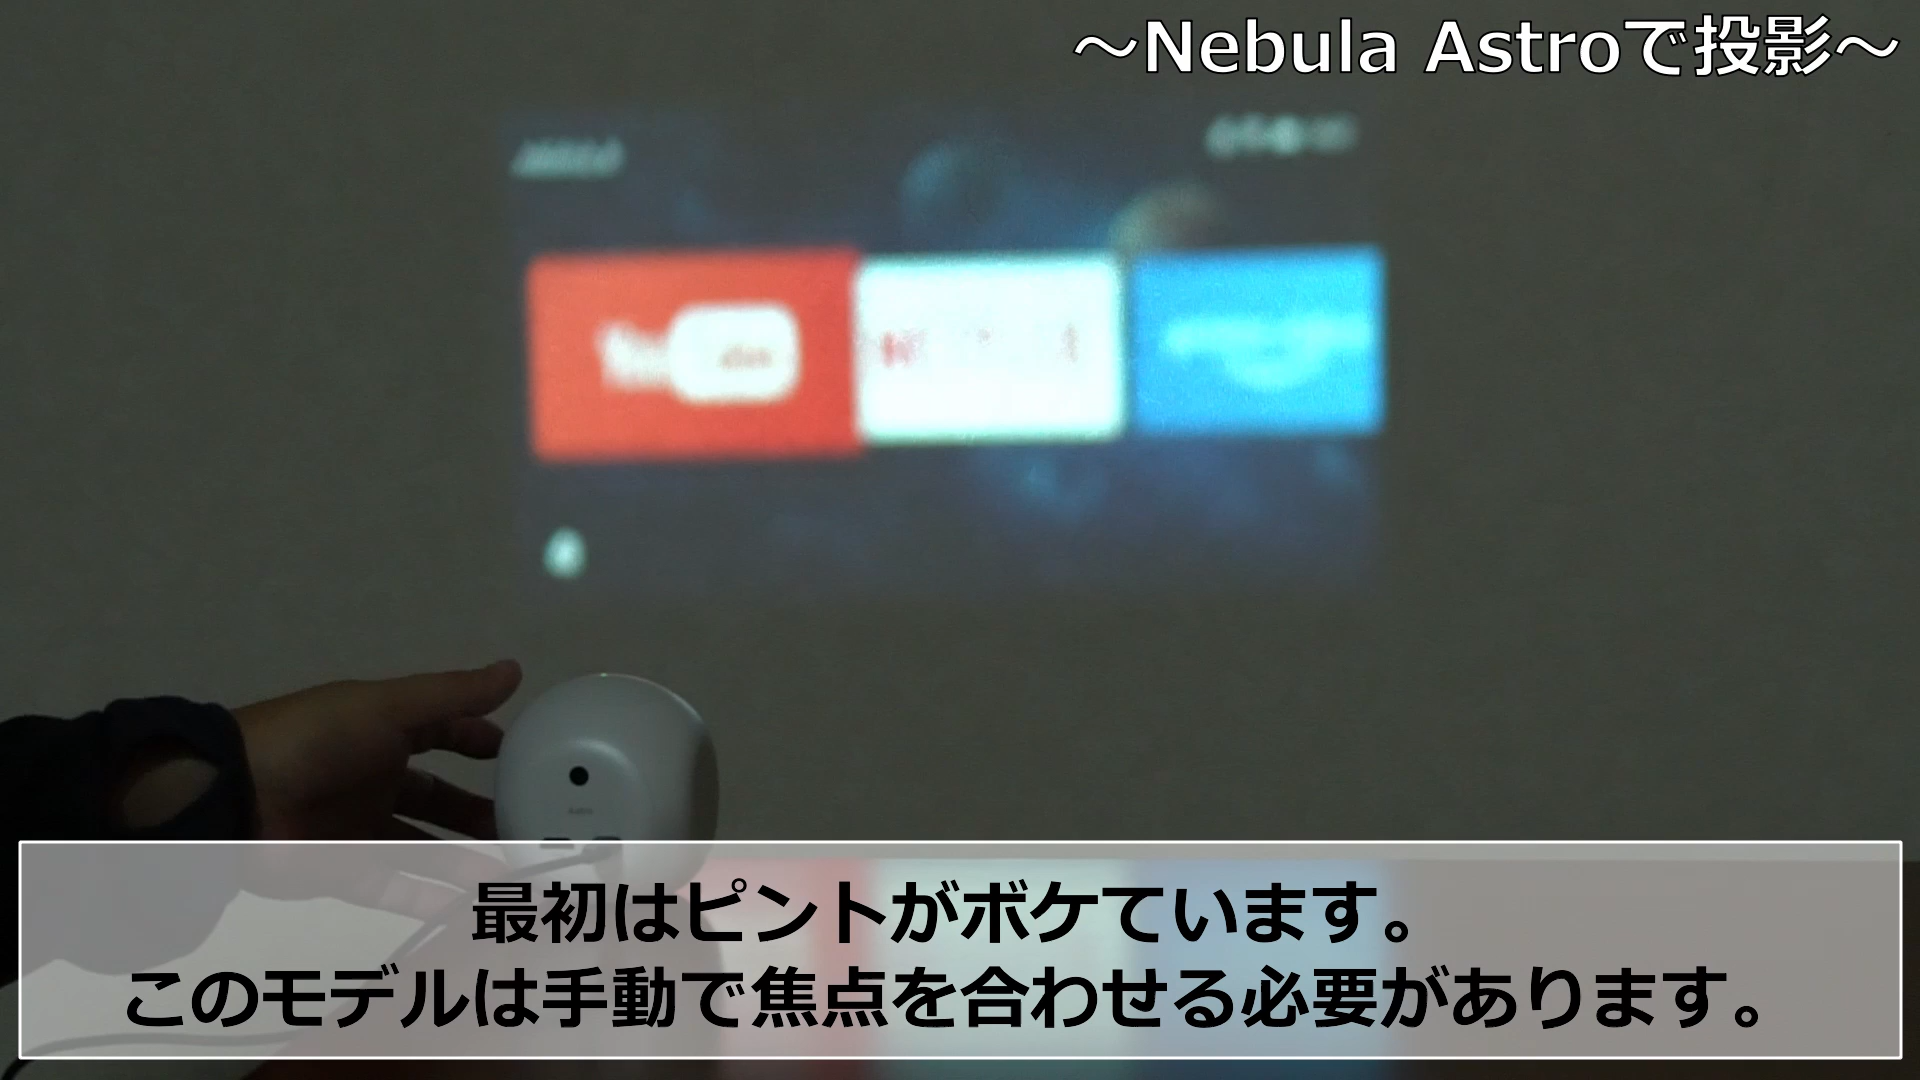 ～Nebula Astroで投影～
最初はピントがボケています。
このモデルは手動で焦点を合わせる必要があります。